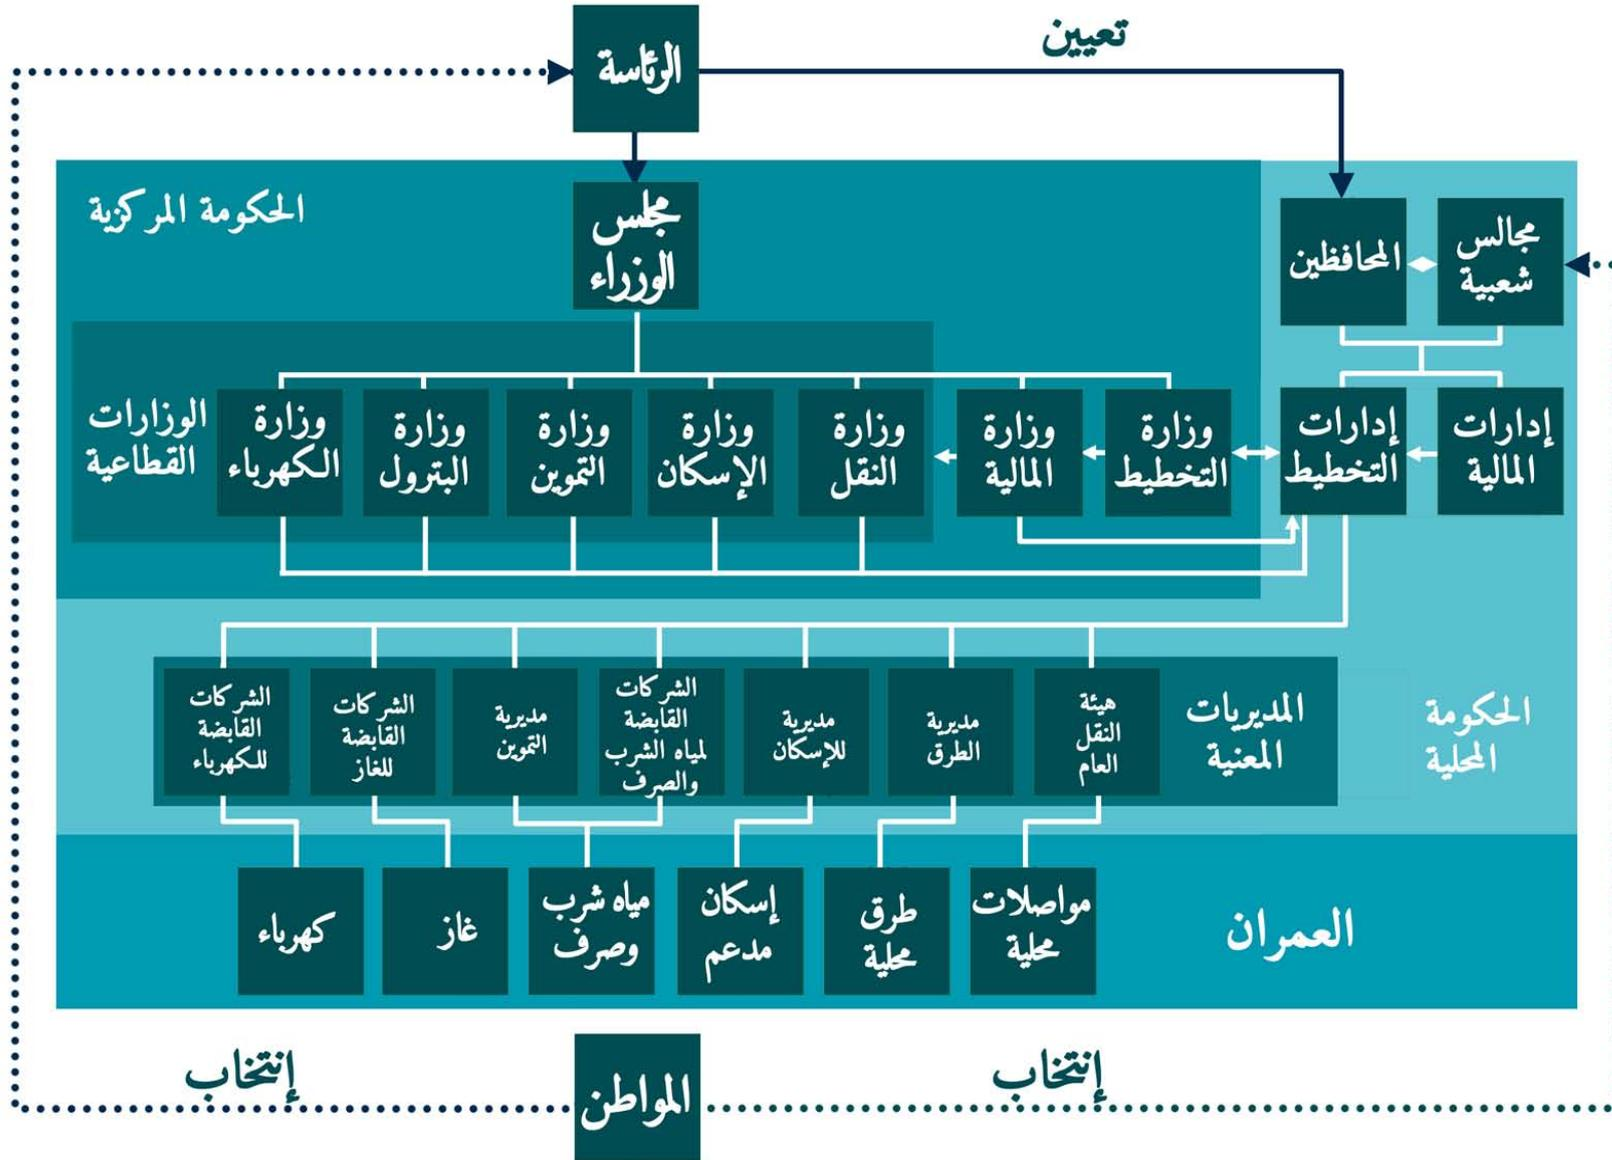 تعيين
الرئاسة
الحكومة المركزية
مجلس
الوزراء
المحافظين
مجالس
شعبية
الوزارات
القطاعية
وزارة
الكهرباء
وزارة
البترول
وزارة
التموين
وزارة
الإسكان
وزارة
النقل
وزارة
المالية
وزارة
التخطيط
إدارات
التخطيط
إدارات
المالية
الشركات
القابضة
للكهرباء
الشركات
القابضة
للغاز
مديرية
التموين
الشركات
القابضة
لمياه الشرب
والصرف
مديرية
للإسكان
مديرية
الطرق
هيئة
النقل
العام
المديريات
المعنية
الحكومة
المحلية
كهرباء
غاز
مياه شرب
وصرف
إسكان
مدعم
طرق
محلية
مواصلات
محلية
العمران
إنتخاب
المواطن
إنتخاب